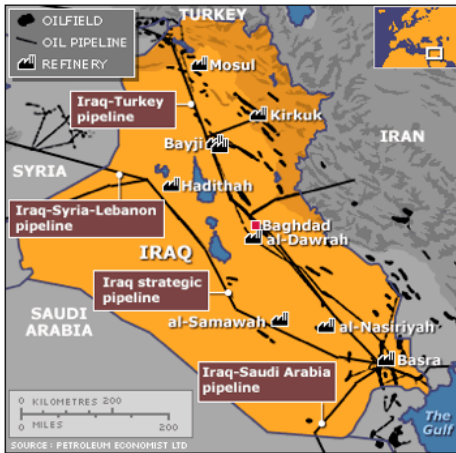 TURKEY
OILFIELD
OIL PIPELINE
REFINERY
Mosul
Iraq-Turkey
pipeline
Kirkuk
IRAN
Bayji
SYRIA
Hadithah
Iraq-Syria-Lebanon
pipeline
Baghdad
al-Dawrah
IRAQ
Iraq strategic
pipeline
SAUDI
ARABIA
al-Samawah
al-Nasiriyah
Basra
Iraq-Saudi Arabia
pipeline
0 KILOMETRES 200
0 MILES 200
The
Gulf
SOURCE : PETROLEUM ECONOMIST LTD